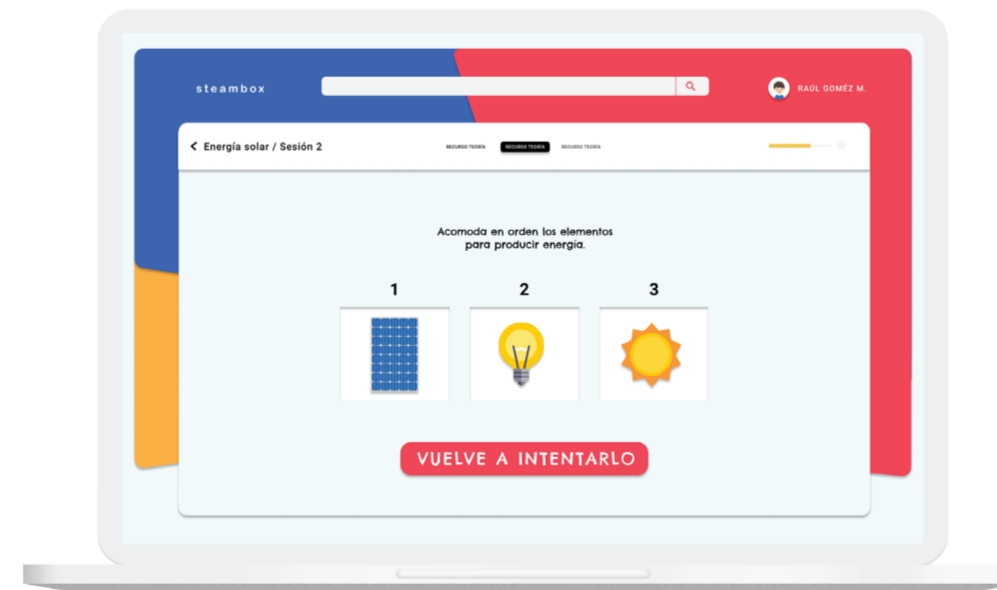 steambox
RAÚL GOMÉZ M.
Energía solar / Sesión 2
RECURSO TEORÍA
RECURSO TEORÍA
RECURSO TEORÍA
Acomoda en orden los elementos
para producir energía.
1 2 3
VUELVE A INTENTARLO